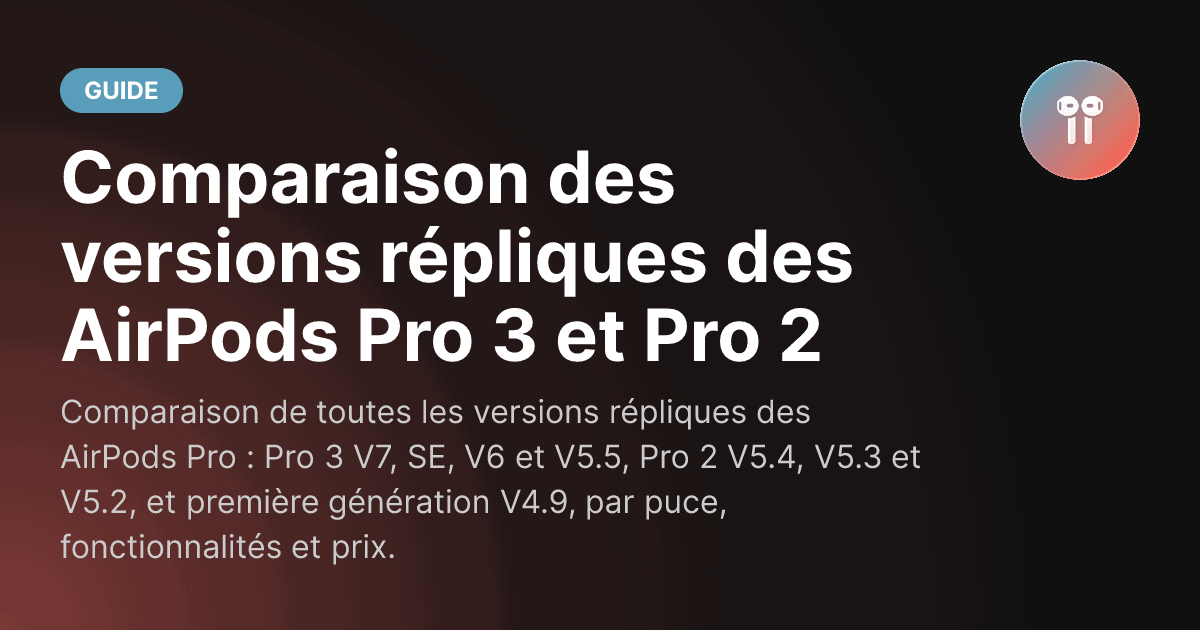 GUIDE
Comparaison des
versions répliques des
AirPods Pro 3 et Pro 2
Comparaison de toutes les versions répliques des
AirPods Pro : Pro 3 V7, SE, V6 et V5.5, Pro 2 V5.4, V5.3 et
V5.2, et première génération V4.9, par puce,
fonctionnalités et prix.